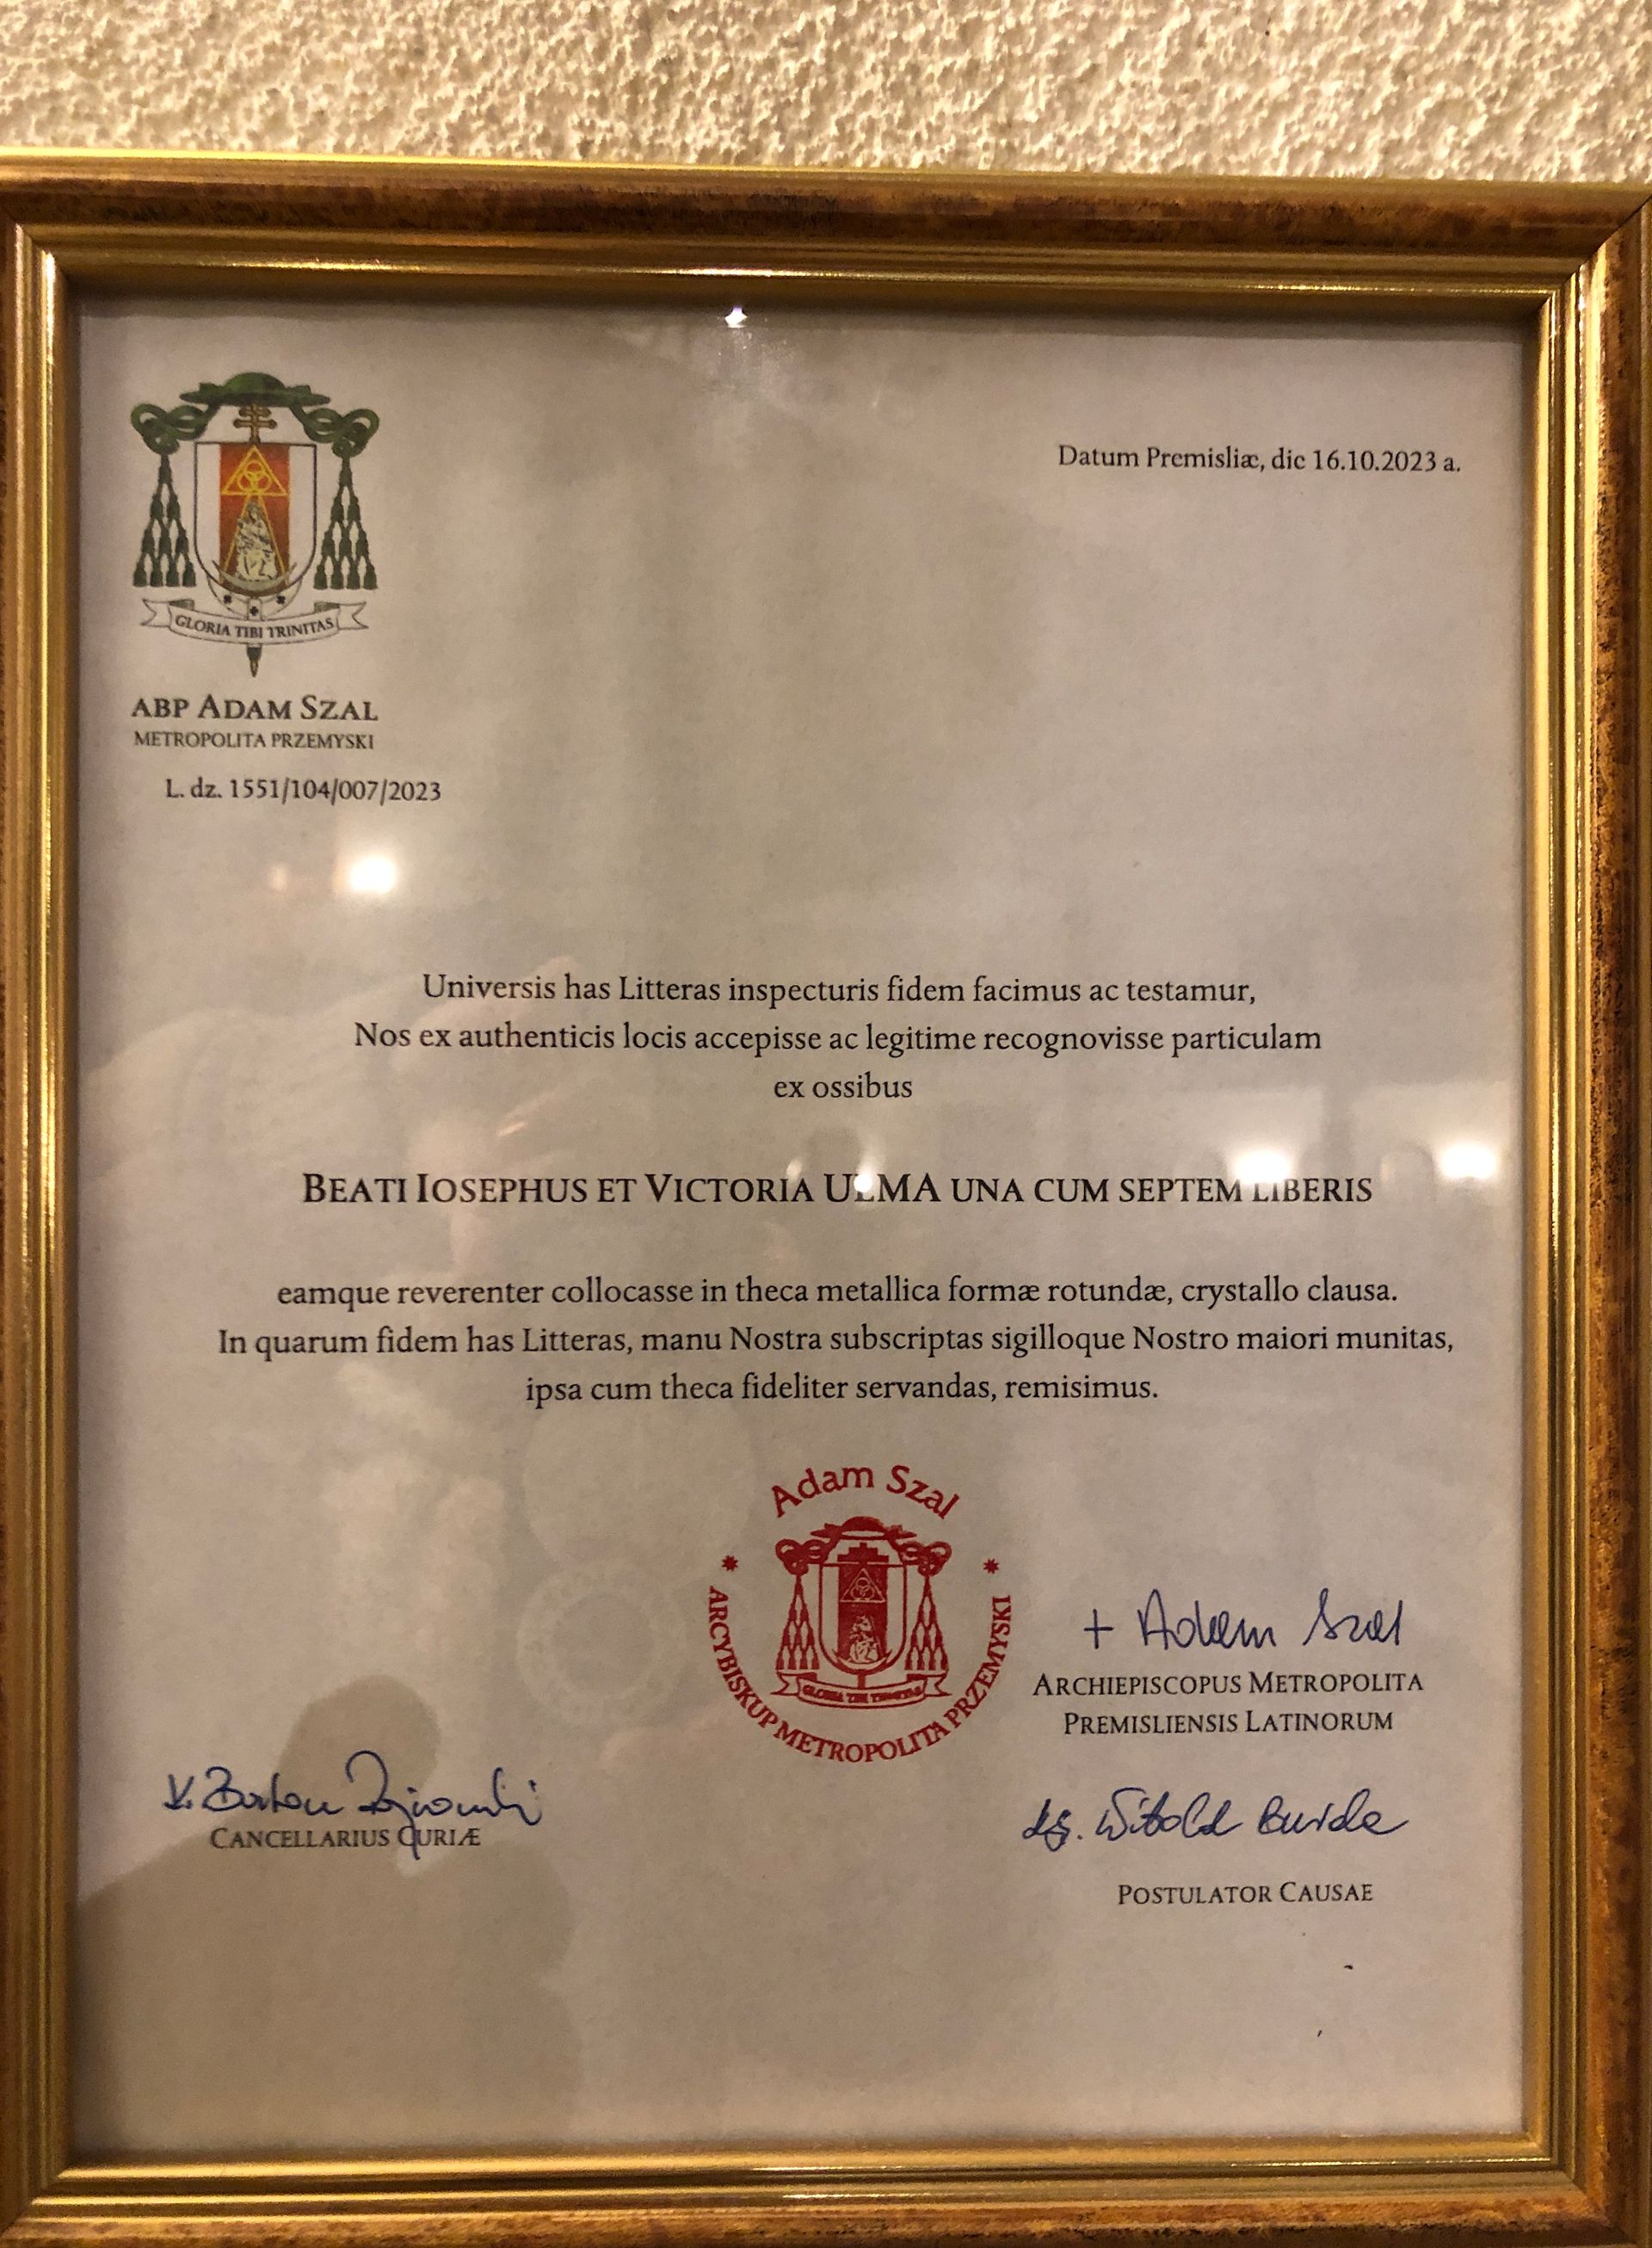 Datum Premisliæ, die 16.10.2023 a.
GLORIA TIBI TRINITAS
ABP ADAM SZAL
METROPOLITA PRZEMYSKI
L. dz. 1551/104/007/2023
Universis has Litteras inspecturis fidem facimus ac testamur,
Nos ex authenticis locis accepisse ac legitime recognovisse particulam
ex ossibus
BEATI IOSEPHUS ET VICTORIA ULMA UNA CUM SEPTEM LIBERIS
eamque reverenter collocasse in theca metallica formæ rotundæ, crystallo clausa.
In quarum fidem has Litteras, manu Nostra subscriptas sigilloque Nostro maiori munitas,
ipsa cum theca fideliter servandas, remisimus.
Adam Szal
GLORIA TIBI TRINITAS
ARCYBISKUP METROPOLITA PRZEMYSKI
+ Adam Szal
ARCHIEPISCOPUS METROPOLITA
PREMISLIENSIS LATINORUM
CANCELLARIUS CURIÆ
ks. Witold Burda
POSTULATOR CAUSAE